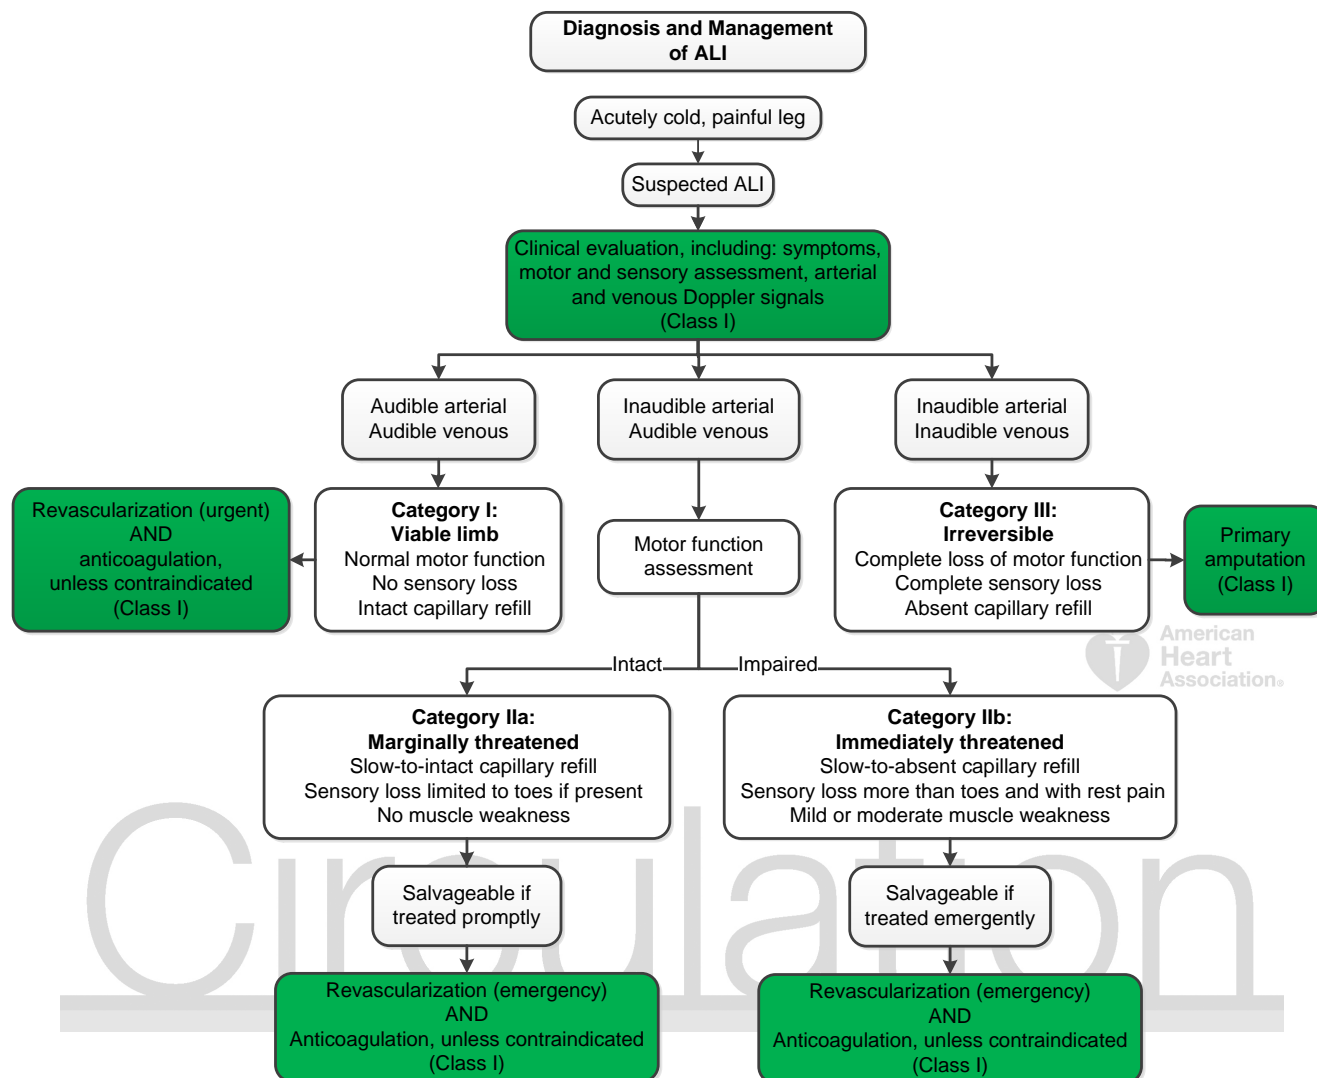 Diagnosis and Management
of ALI
Acutely cold, painful leg
Suspected ALI
Clinical evaluation, including: symptoms,
motor and sensory assessment, arterial
and venous Doppler signals
(Class I)
Audible arterial
Audible venous
Inaudible arterial
Audible venous
Inaudible arterial
Inaudible venous
Revascularization (urgent)
AND
anticoagulation,
unless contraindicated
(Class I)
Category I:
Viable limb
Normal motor function
No sensory loss
Intact capillary refill
Motor function
assessment
Category III:
Irreversible
Complete loss of motor function
Complete sensory loss
Absent capillary refill
Primary
amputation
(Class I)
American
Heart
Association®
Intact
Impaired
Category IIa:
Marginally threatened
Slow-to-intact capillary refill
Sensory loss limited to toes if present
No muscle weakness
Category IIb:
Immediately threatened
Slow-to-absent capillary refill
Sensory loss more than toes and with rest pain
Mild or moderate muscle weakness
Circulation
Salvageable if
treated promptly
Salvageable if
treated emergently
Revascularization (emergency)
AND
Anticoagulation, unless contraindicated
(Class I)
Revascularization (emergency)
AND
Anticoagulation, unless contraindicated
(Class I)